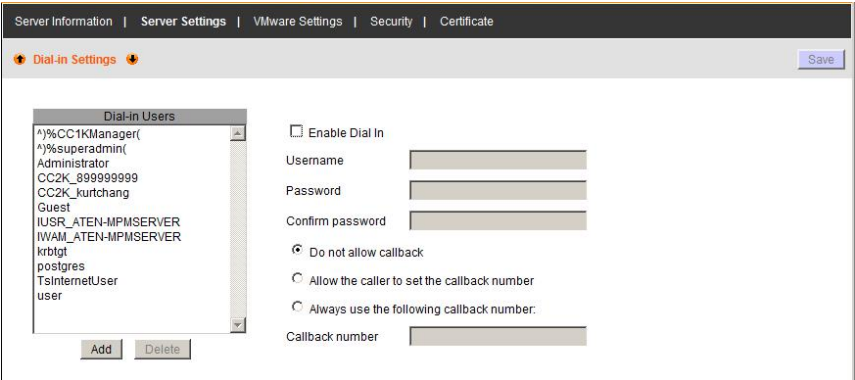 Server Information | Server Settings | VMware Settings | Security | Certificate
Dial-in Settings
Save
Dial-in Users
^)%CC1KManager(
^)%superadmin(
Administrator
CC2K_899999999
CC2K_kurtchang
Guest
IUSR_ATEN-MPMSERVER
IWAM_ATEN-MPMSERVER
krbtgt
postgres
TsInternetUser
user
Add
Delete
Enable Dial In
Username
Password
Confirm password
Do not allow callback
Allow the caller to set the callback number
Always use the following callback number:
Callback number